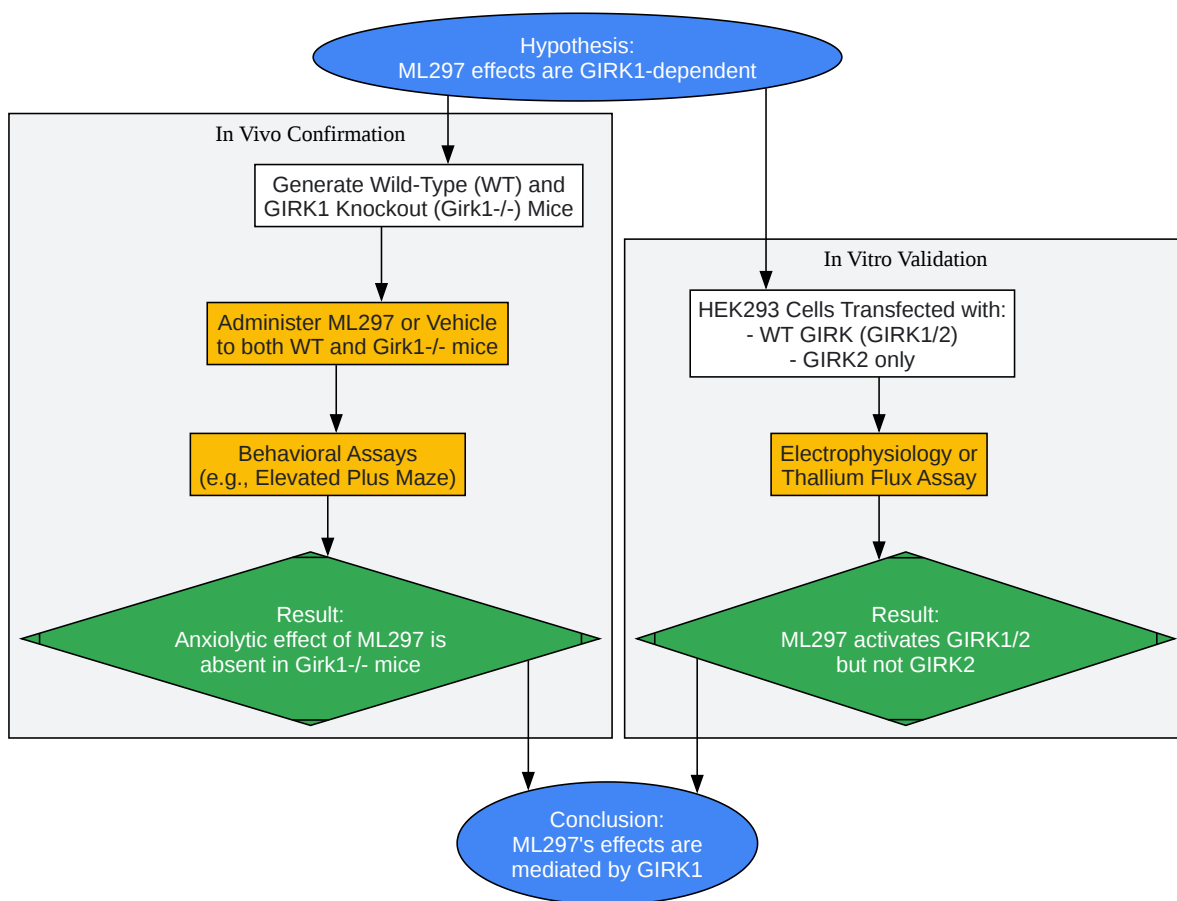 Hypothesis:
ML297 effects are GIRK1-dependent
In Vivo Confirmation
Generate Wild-Type (WT) and
GIRK1 Knockout (Girk1-/-) Mice
Administer ML297 or Vehicle
to both WT and Girk1-/- mice
Behavioral Assays
(e.g., Elevated Plus Maze)
Result:
Anxiolytic effect of ML297 is
absent in Girk1-/- mice
In Vitro Validation
HEK293 Cells Transfected with:
- WT GIRK (GIRK1/2)
- GIRK2 only
Electrophysiology or
Thallium Flux Assay
Result:
ML297 activates GIRK1/2
but not GIRK2
Conclusion:
ML297's effects are
mediated by GIRK1